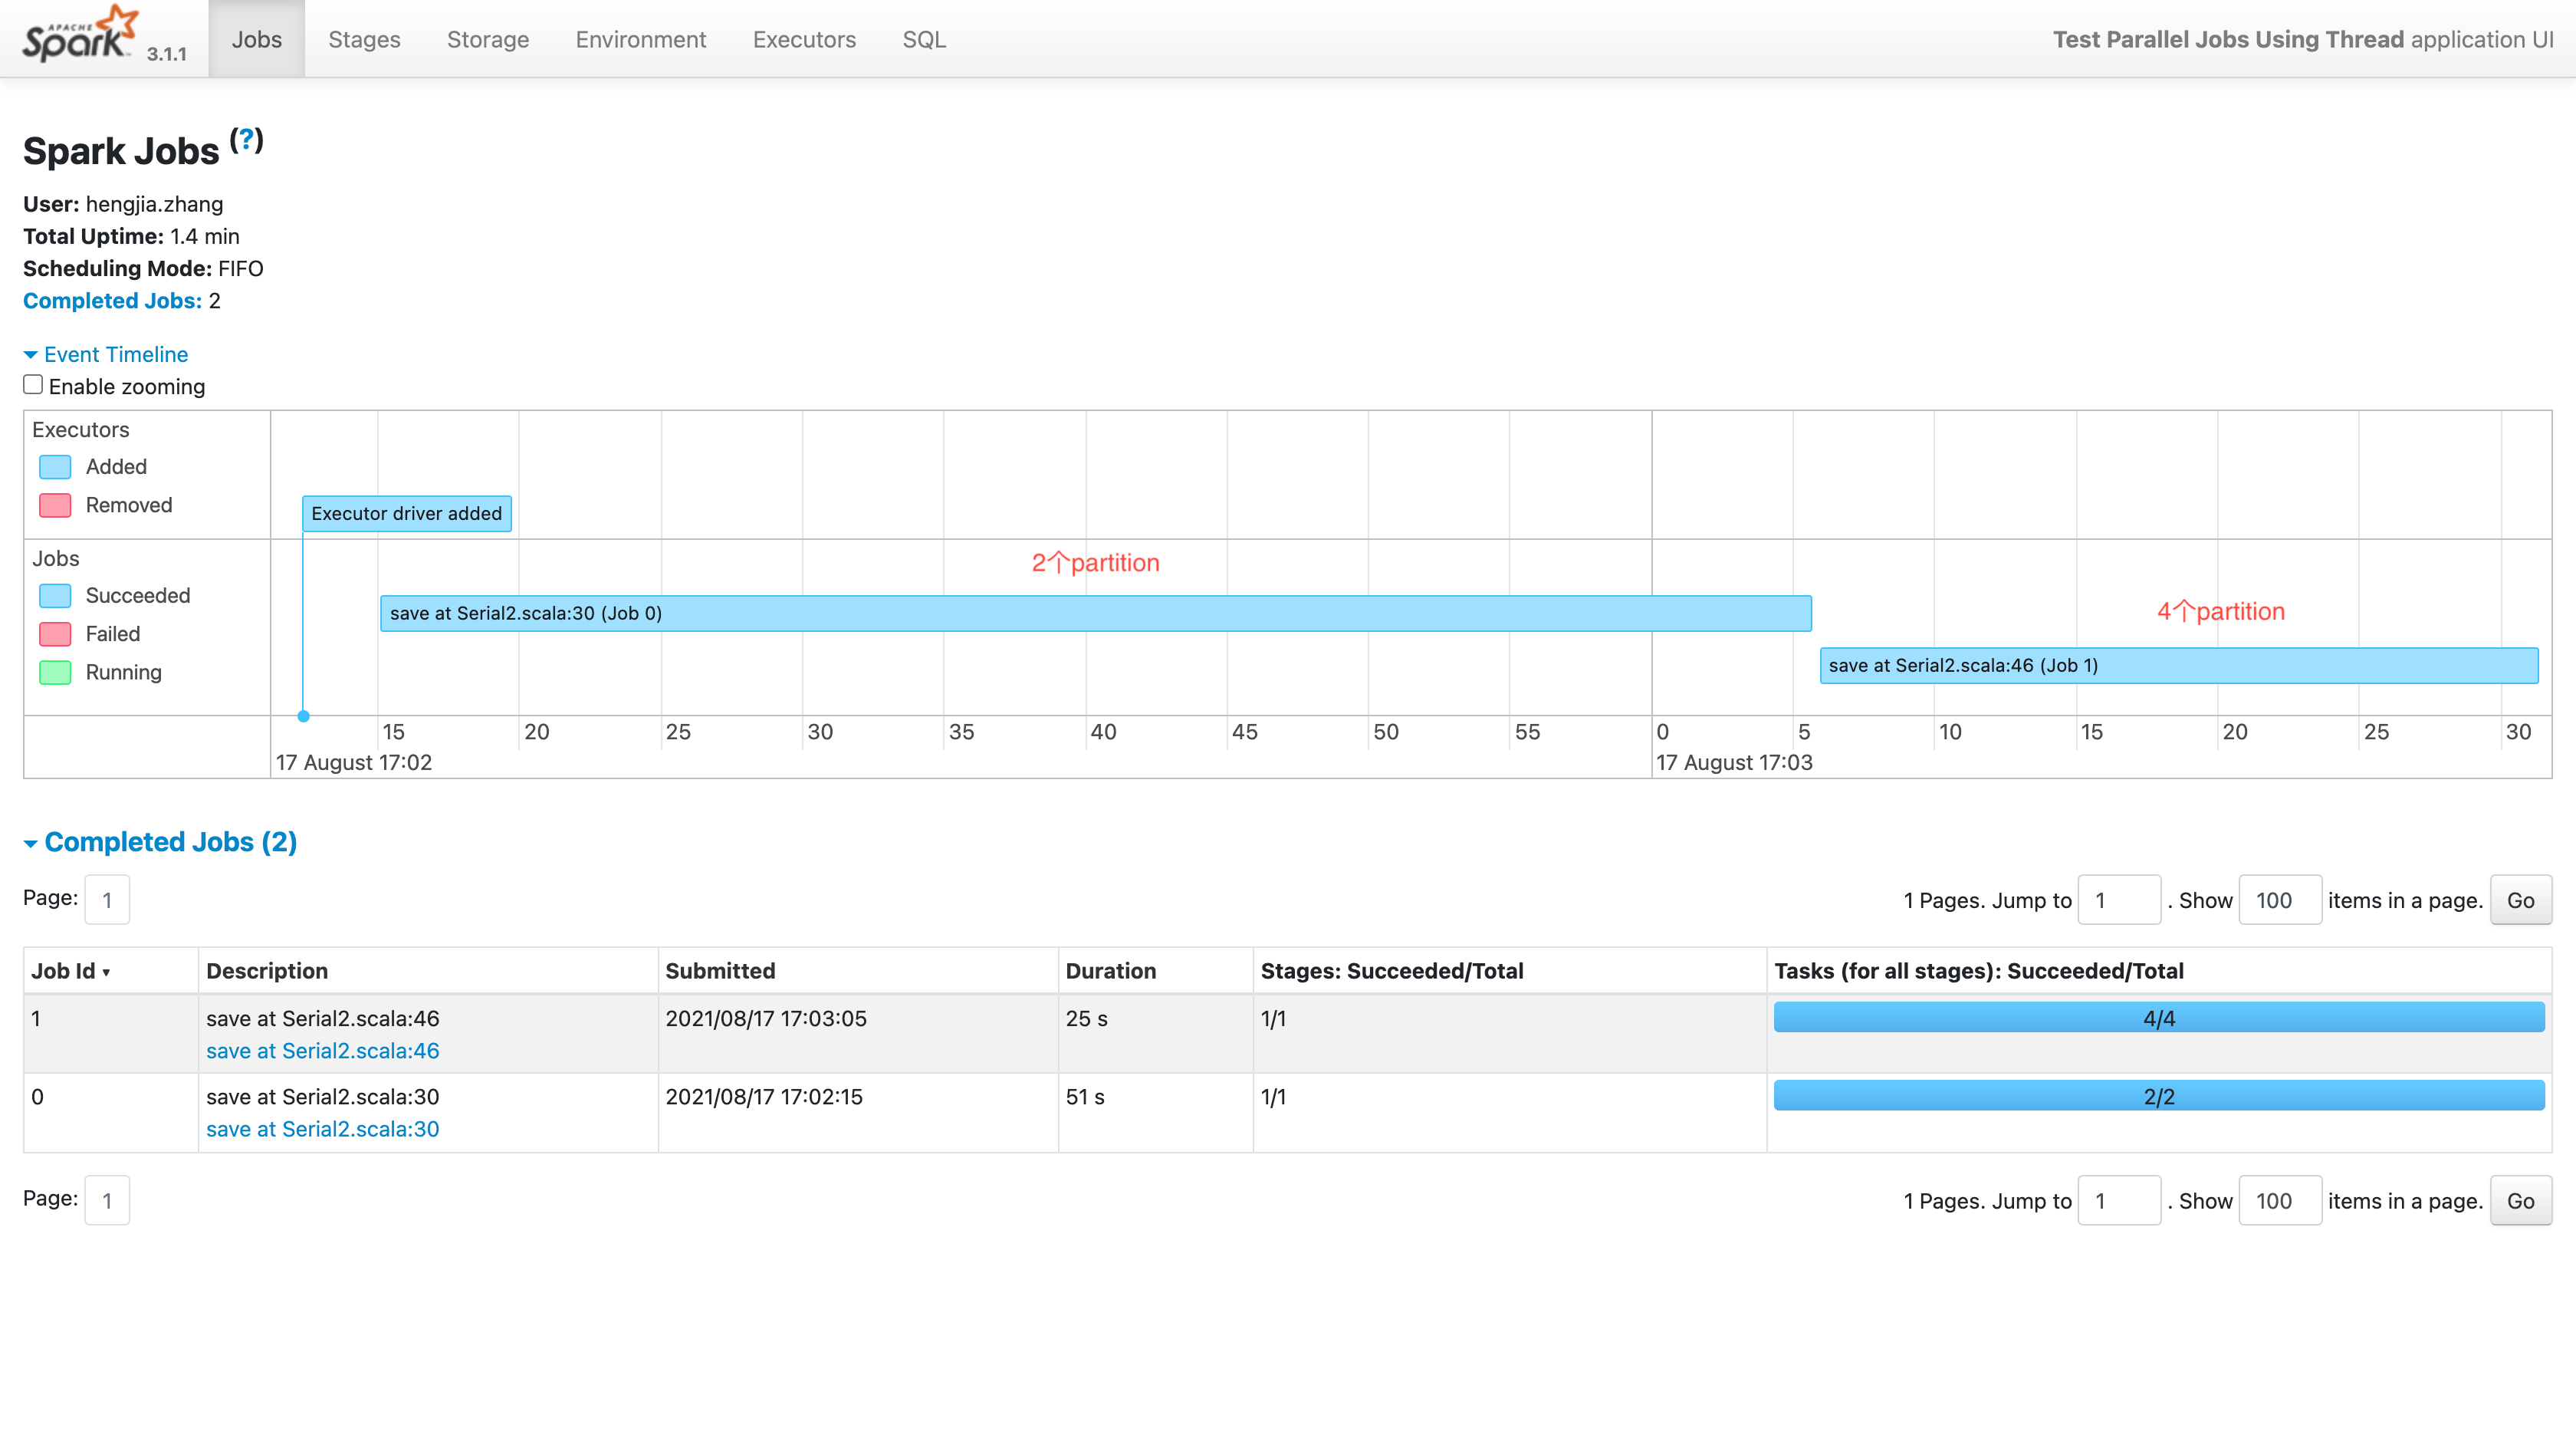 APACHE Spark 3.1.1 Jobs Stages Storage Environment Executors SQL Test Parallel Jobs Using Thread application UI
Spark Jobs (?)
User: hengjia.zhang
Total Uptime: 1.4 min
Scheduling Mode: FIFO
Completed Jobs: 2
Event Timeline
Enable zooming
Executors
Added
Removed
Executor driver added
Jobs
Succeeded
Failed
Running
2个partition
save at Serial2.scala:30 (Job 0)
4个partition
save at Serial2.scala:46 (Job 1)
15 20 25 30 35 40 45 50 55 0 5 10 15 20 25 30
17 August 17:02 17 August 17:03
Completed Jobs (2)
Page: 1 1 Pages. Jump to 1 . Show 100 items in a page. Go
Job Id ▾ Description Submitted Duration Stages: Succeeded/Total Tasks (for all stages): Succeeded/Total
1 save at Serial2.scala:46 2021/08/17 17:03:05 25 s 1/1 4/4
save at Serial2.scala:46
0 save at Serial2.scala:30 2021/08/17 17:02:15 51 s 1/1 2/2
save at Serial2.scala:30
Page: 1 1 Pages. Jump to 1 . Show 100 items in a page. Go